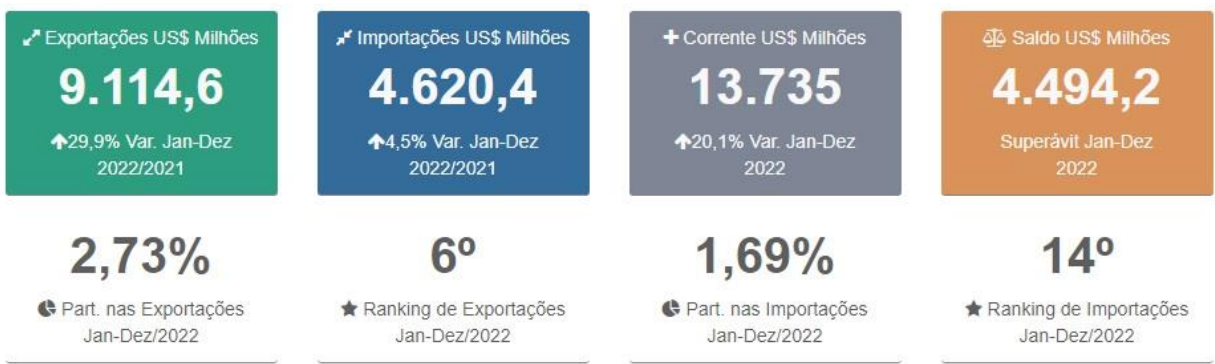 Exportações US$ Milhões
9.114,6
29,9% Var. Jan-Dez
2022/2021
Importações US$ Milhões
4.620,4
4,5% Var. Jan-Dez
2022/2021
Corrente US$ Milhões
13.735
20,1% Var. Jan-Dez
2022
Saldo US$ Milhões
4.494,2
Superávit Jan-Dez
2022
2,73%
Part. nas Exportações
Jan-Dez/2022
6º
Ranking de Exportações
Jan-Dez/2022
1,69%
Part. nas Importações
Jan-Dez/2022
14º
Ranking de Importações
Jan-Dez/2022